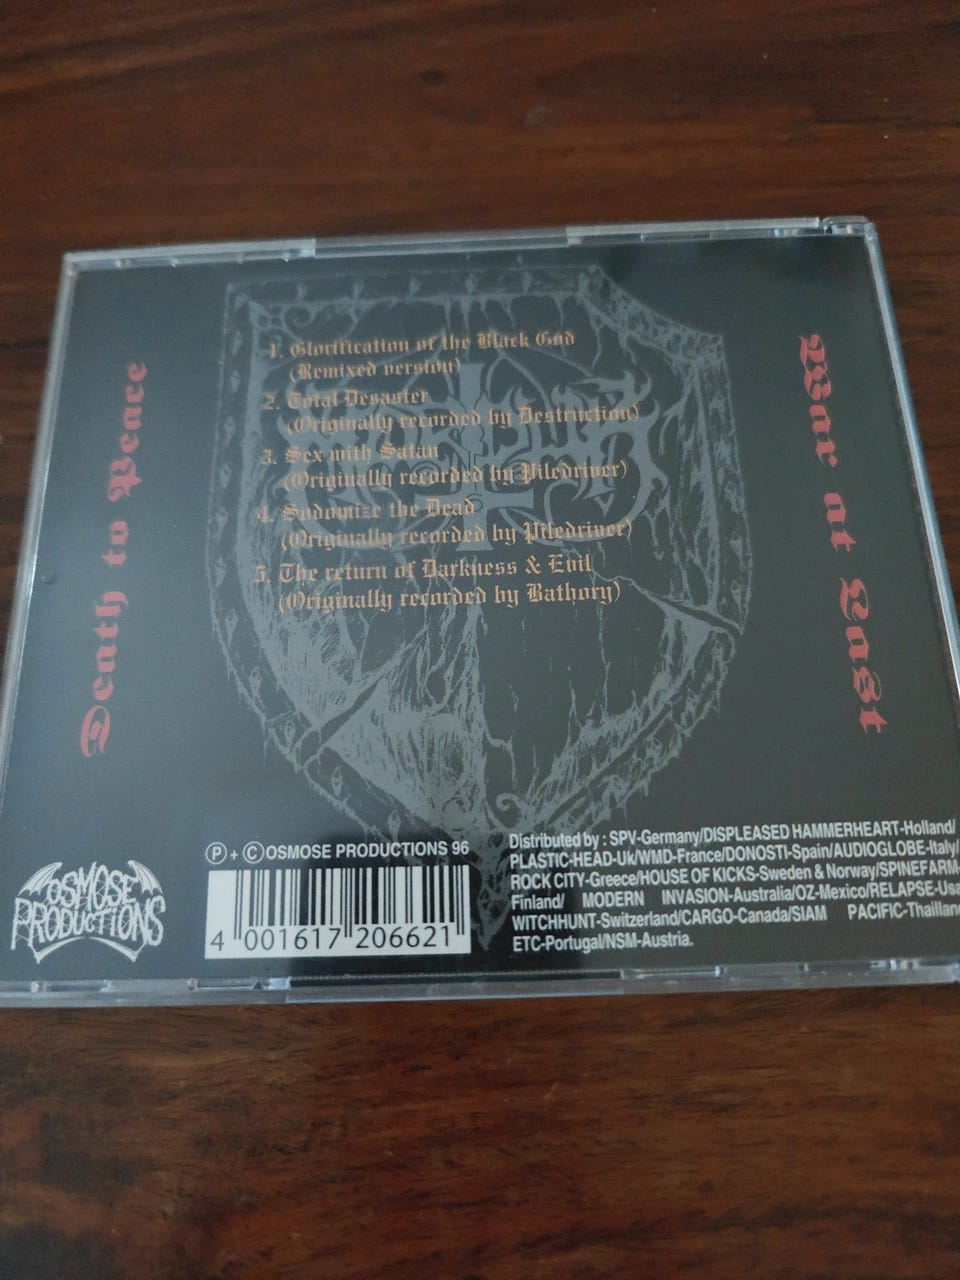 Death to Peace
1. Glorification of the Black God
(Remixed version)
2. Total Desaster
(Originally recorded by Destruction)
3. Sex with Satan
(Originally recorded by Piledriver)
4. Sodomize the Dead
(Originally recorded by Piledriver)
5. The return of Darkness & Evil
(Originally recorded by Bathory)
MARDUK
War at Last
OSMOSE
PRODUCTIONS
Ⓟ + Ⓒ OSMOSE PRODUCTIONS 96
4 001617 206621
Distributed by : SPV-Germany/DISPLEASED HAMMERHEART-Holland/
PLASTIC-HEAD-Uk/WMD-France/DONOSTI-Spain/AUDIOGLOBE-Italy/
ROCK CITY-Greece/HOUSE OF KICKS-Sweden & Norway/SPINEFARM-
Finland/ MODERN INVASION-Australia/OZ-Mexico/RELAPSE-Usa
WITCHHUNT-Switzerland/CARGO-Canada/SIAM PACIFIC-Thailland
ETC-Portugal/NSM-Austria.